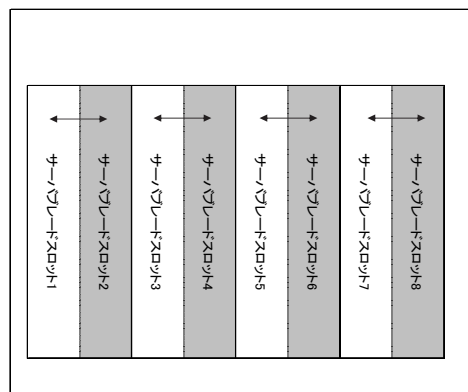 サーバブレードスロット1
サーバブレードスロット2
サーバブレードスロット3
サーバブレードスロット4
サーバブレードスロット5
サーバブレードスロット6
サーバブレードスロット7
サーバブレードスロット8